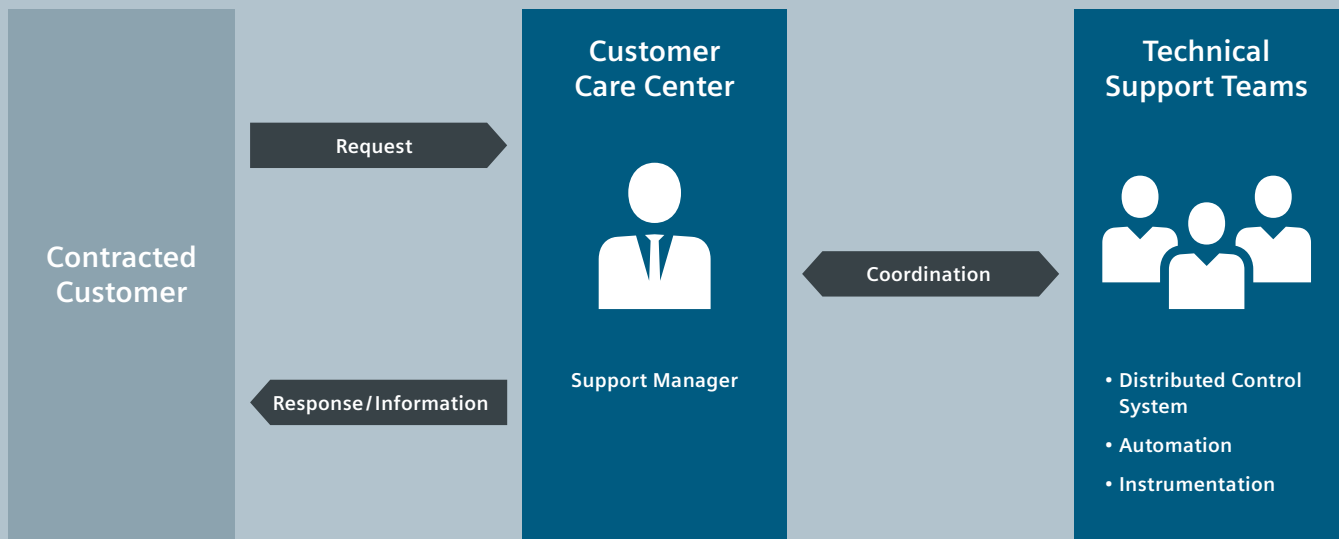 Contracted
Customer
Request
Response/Information
Customer
Care Center
Support Manager
Coordination
Technical
Support Teams
• Distributed Control
System
• Automation
• Instrumentation